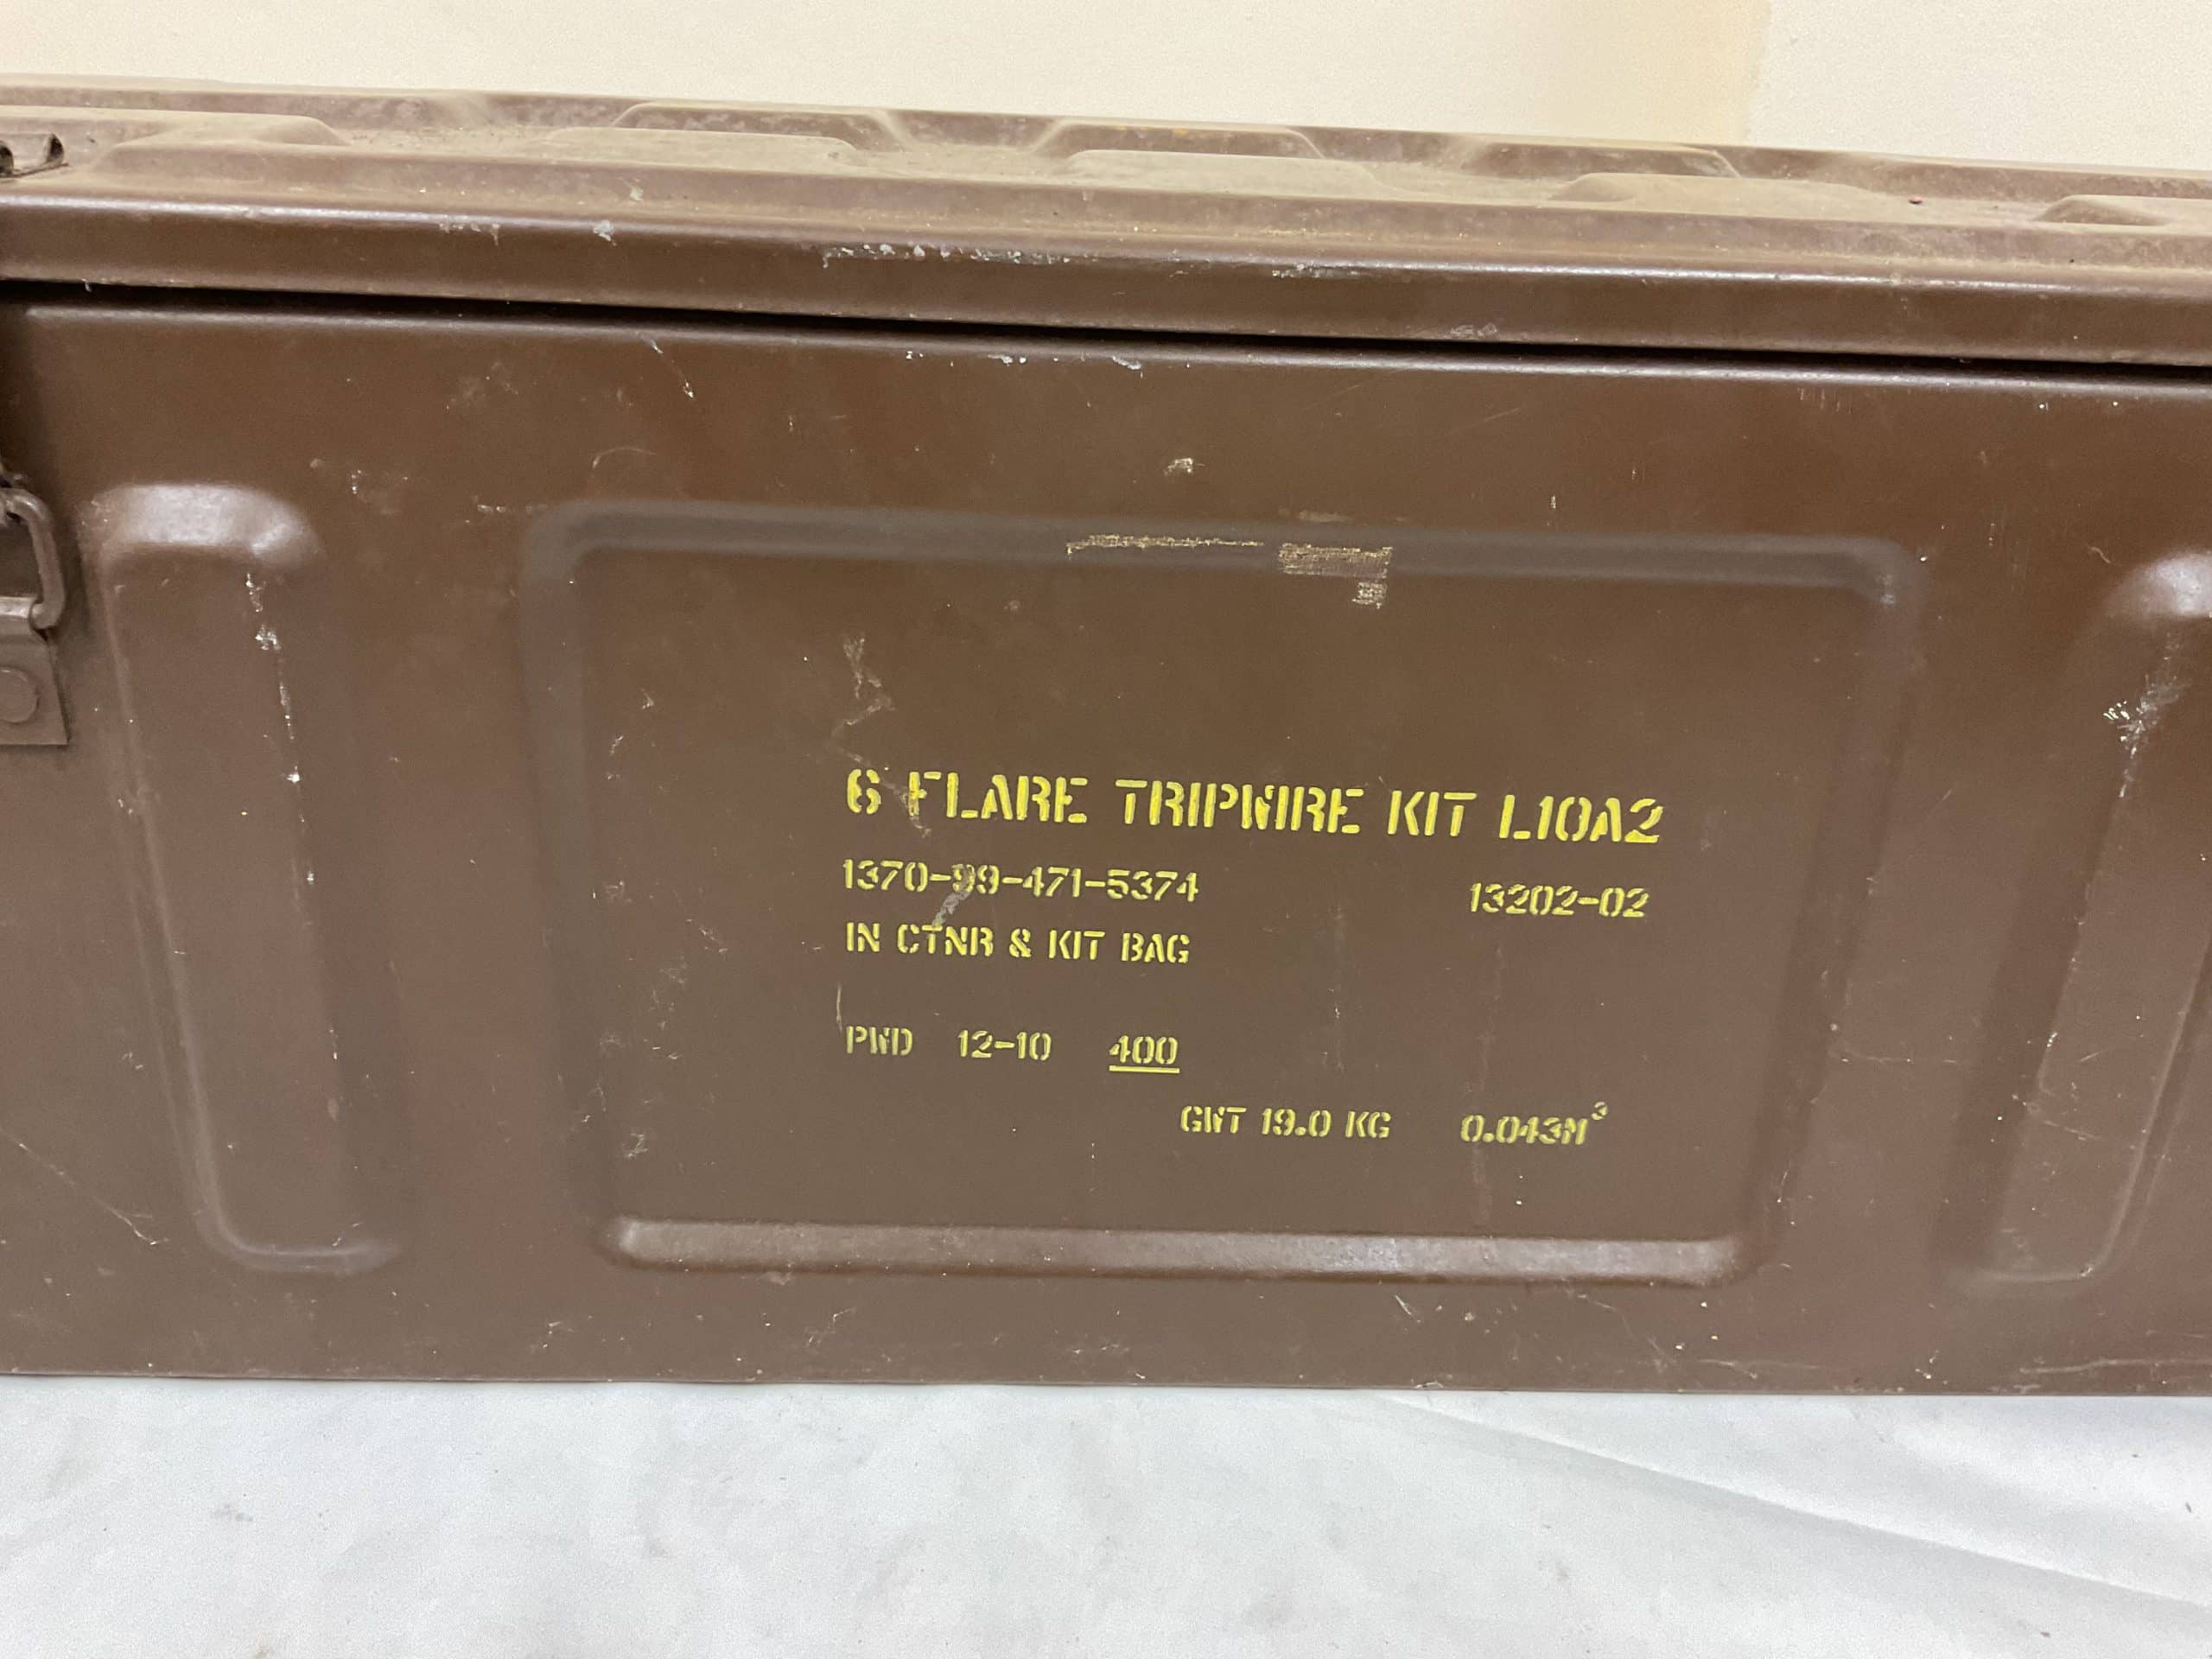 6 FLARE TRIPWIRE KIT L10A2
1370-99-471-5374 13202-02
IN CTNR & KIT BAG
PWD 12-10 400
GWT 19.0 KG 0.043M³